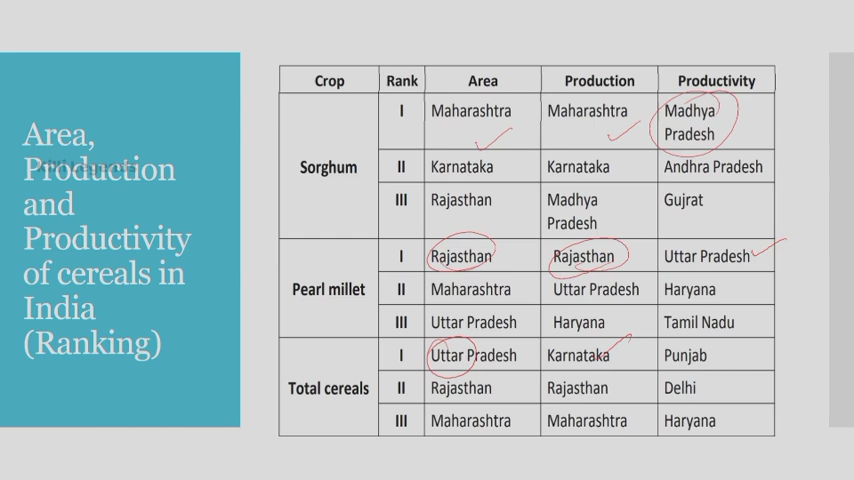 Area,
Production
and
Productivity
of cereals in
India
(Ranking)
Crop Rank Area Production Productivity
Sorghum I Maharashtra Maharashtra Madhya Pradesh
II Karnataka Karnataka Andhra Pradesh
III Rajasthan Madhya Pradesh Gujrat
Pearl millet I Rajasthan Rajasthan Uttar Pradesh
II Maharashtra Uttar Pradesh Haryana
III Uttar Pradesh Haryana Tamil Nadu
Total cereals I Uttar Pradesh Karnataka Punjab
II Rajasthan Rajasthan Delhi
III Maharashtra Maharashtra Haryana